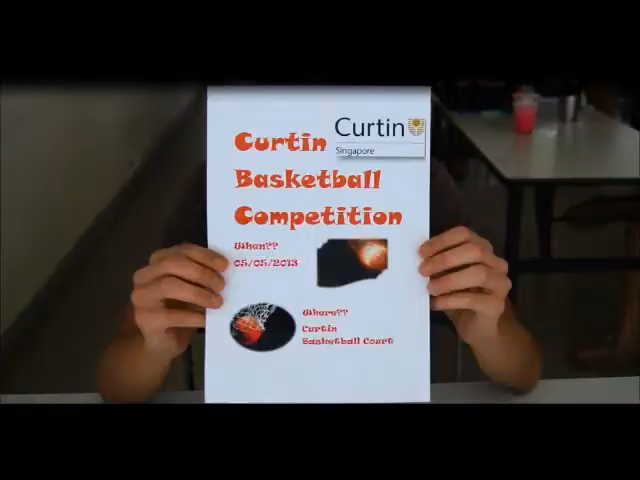 Curtin
Singapore
Curtin
Basketball
Competition
When??
05/05/2013
Where??
Curtin
Basketball Court